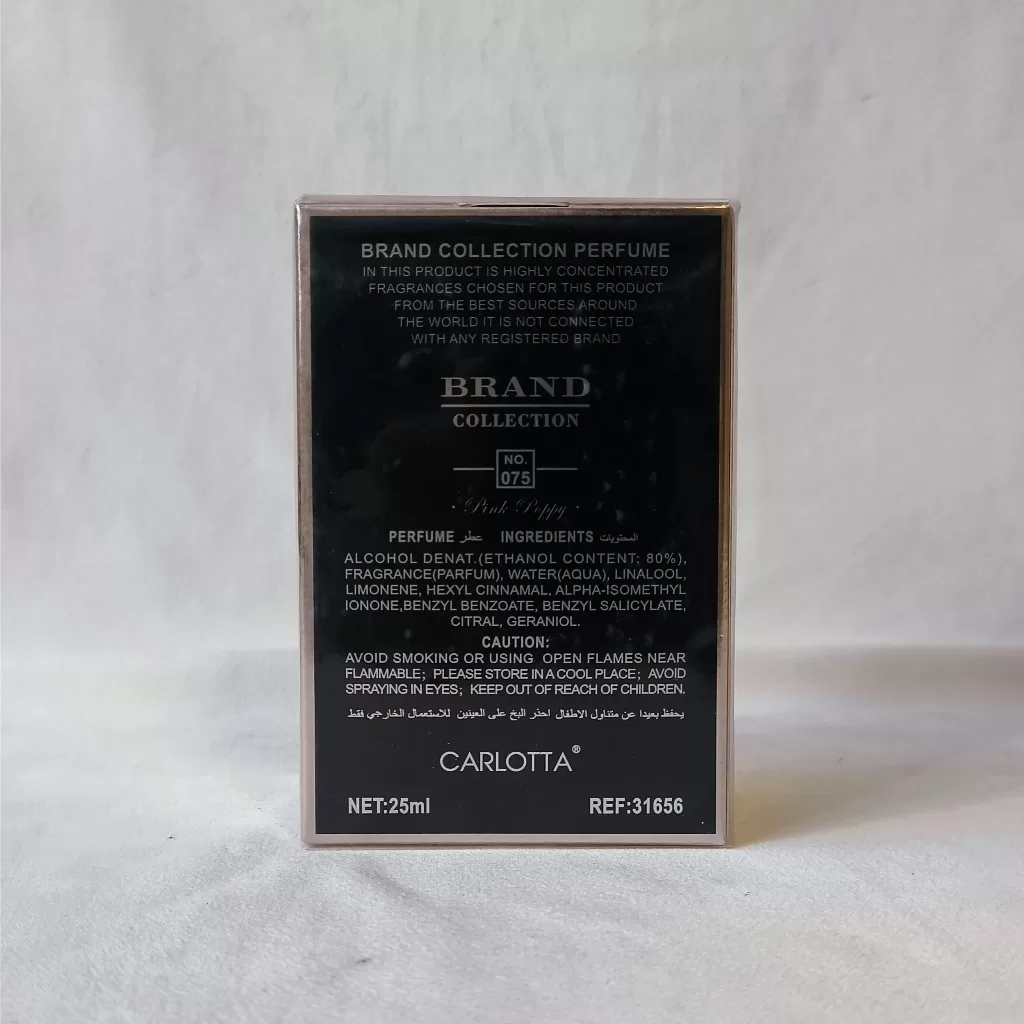 BRAND COLLECTION PERFUME
IN THIS PRODUCT IS HIGHLY CONCENTRATED
FRAGRANCES CHOSEN FOR THIS PRODUCT
FROM THE BEST SOURCES AROUND
THE WORLD IT IS NOT CONNECTED
WITH ANY REGISTERED BRAND
BRAND
COLLECTION
NO.
075
· Pink Poppy ·
PERFUME عطر INGREDIENTS المحتويات
ALCOHOL DENAT.(ETHANOL CONTENT: 80%),
FRAGRANCE(PARFUM), WATER(AQUA), LINALOOL,
LIMONENE, HEXYL CINNAMAL, ALPHA-ISOMETHYL
IONONE,BENZYL BENZOATE, BENZYL SALICYLATE,
CITRAL, GERANIOL.
CAUTION:
AVOID SMOKING OR USING OPEN FLAMES NEAR
FLAMMABLE; PLEASE STORE IN A COOL PLACE; AVOID
SPRAYING IN EYES; KEEP OUT OF REACH OF CHILDREN.
يحفظ بعيدا عن متناول الاطفال احذر البخ على العينين للاستعمال الخارجي فقط
CARLOTTA®
NET:25ml REF:31656